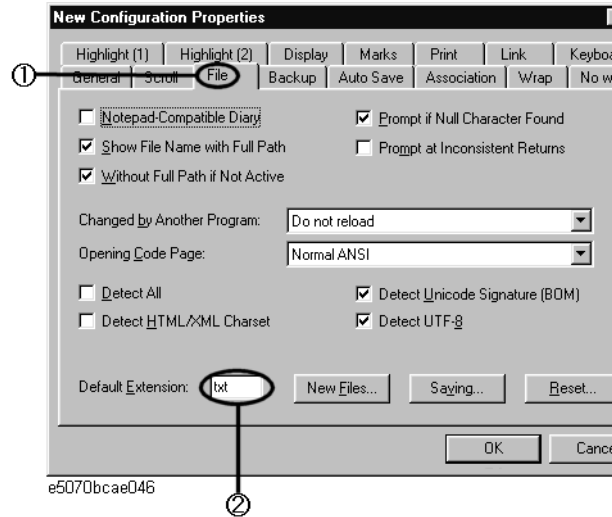 New Configuration Properties
Highlight (1) Highlight (2) Display Marks Print Link Keyboa
① General Scroll File Backup Auto Save Association Wrap No w
Notepad-Compatible Diary Prompt if Null Character Found
Show File Name with Full Path Prompt at Inconsistent Returns
Without Full Path if Not Active
Changed by Another Program: Do not reload
Opening Code Page: Normal ANSI
Detect All Detect Unicode Signature (BOM)
Detect HTML/XML Charset Detect UTF-8
Default Extension: txt New Files... Saving... Reset...
OK Cance
e5070bcae046
②